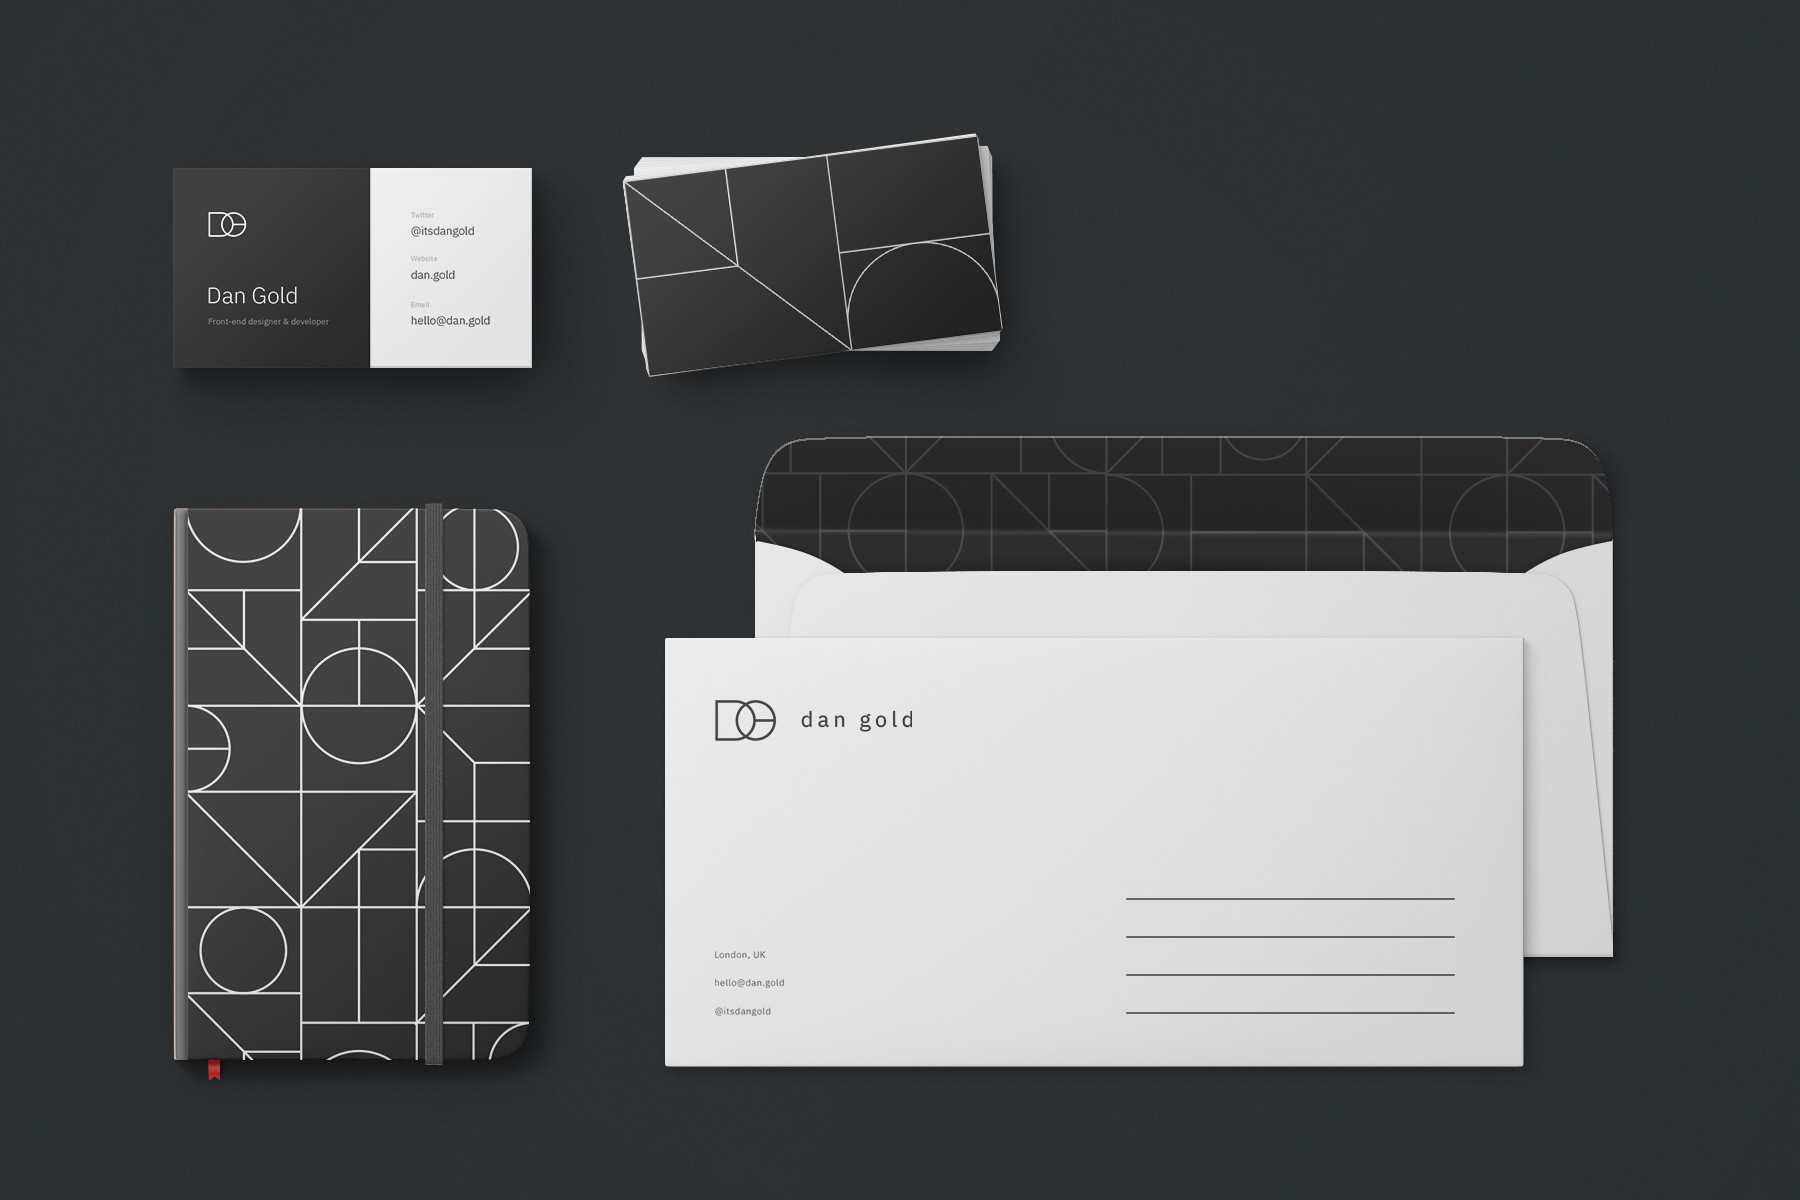 DG
Dan Gold
Front-end designer & developer
Twitter
@itsdangold
Website
dan.gold
Email
hello@dan.gold
DG dan gold
London, UK
hello@dan.gold
@itsdangold